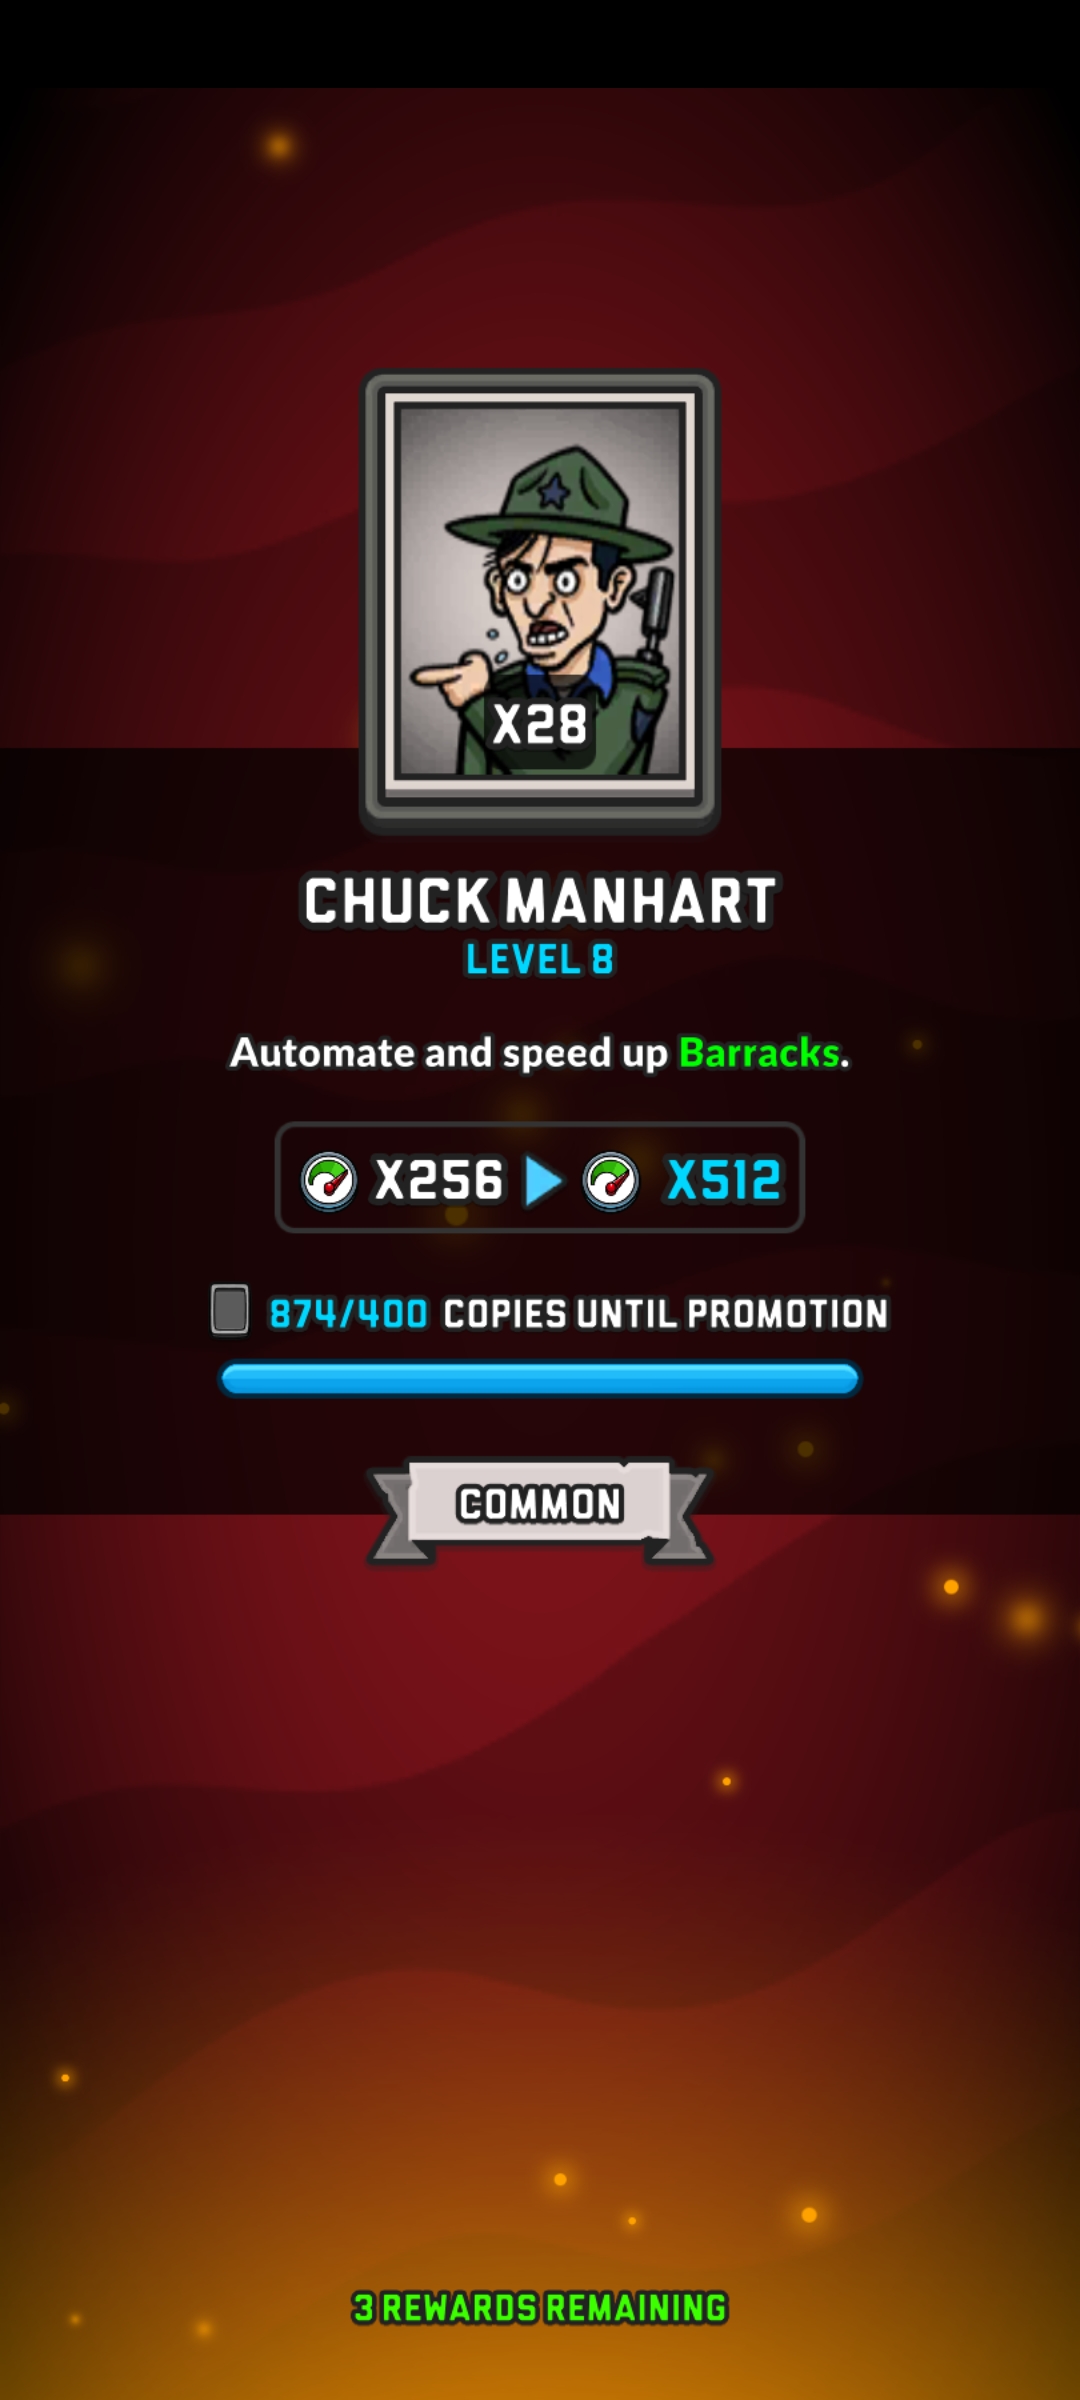 X28
CHUCK MANHART
LEVEL 8
Automate and speed up Barracks.
X256 X512
874/400 COPIES UNTIL PROMOTION
COMMON
3 REWARDS REMAINING